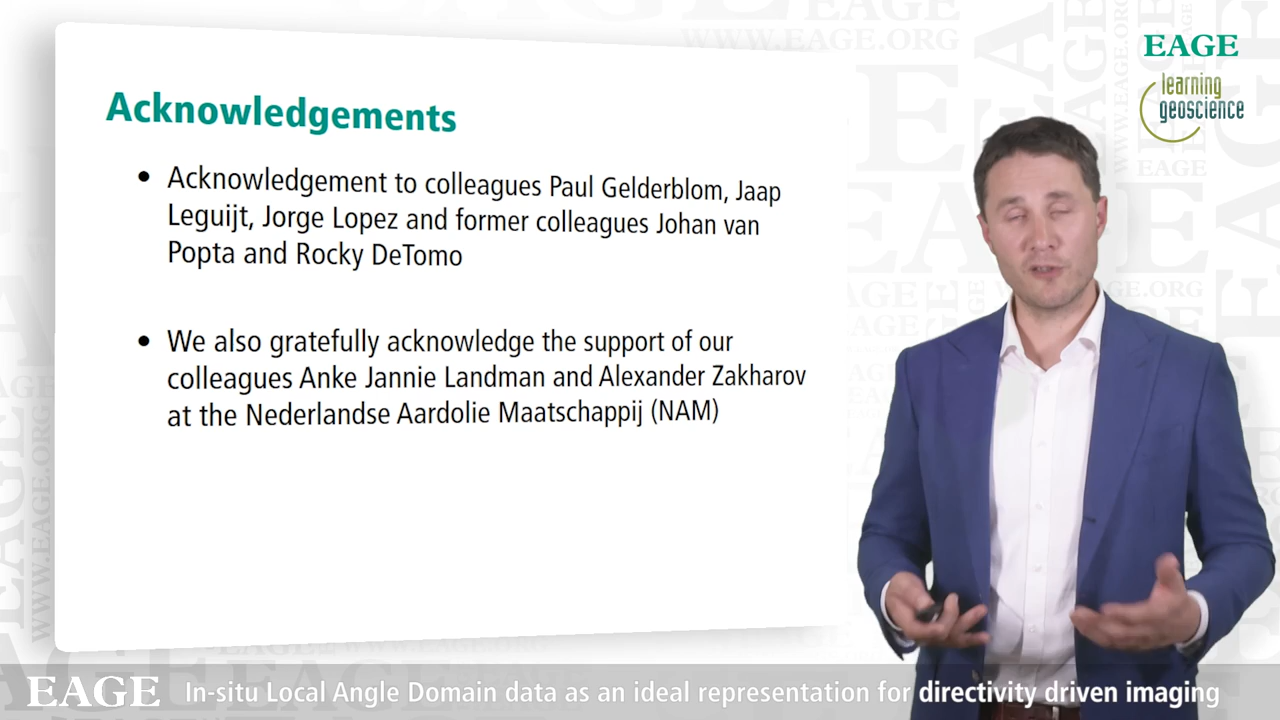 EAGE
learning
geoscience
Acknowledgements
• Acknowledgement to colleagues Paul Gelderblom, Jaap
Leguijt, Jorge Lopez and former colleagues Johan van
Popta and Rocky DeTomo
• We also gratefully acknowledge the support of our
colleagues Anke Jannie Landman and Alexander Zakharov
at the Nederlandse Aardolie Maatschappij (NAM)
EAGE In-situ Local Angle Domain data as an ideal representation for directivity driven imaging